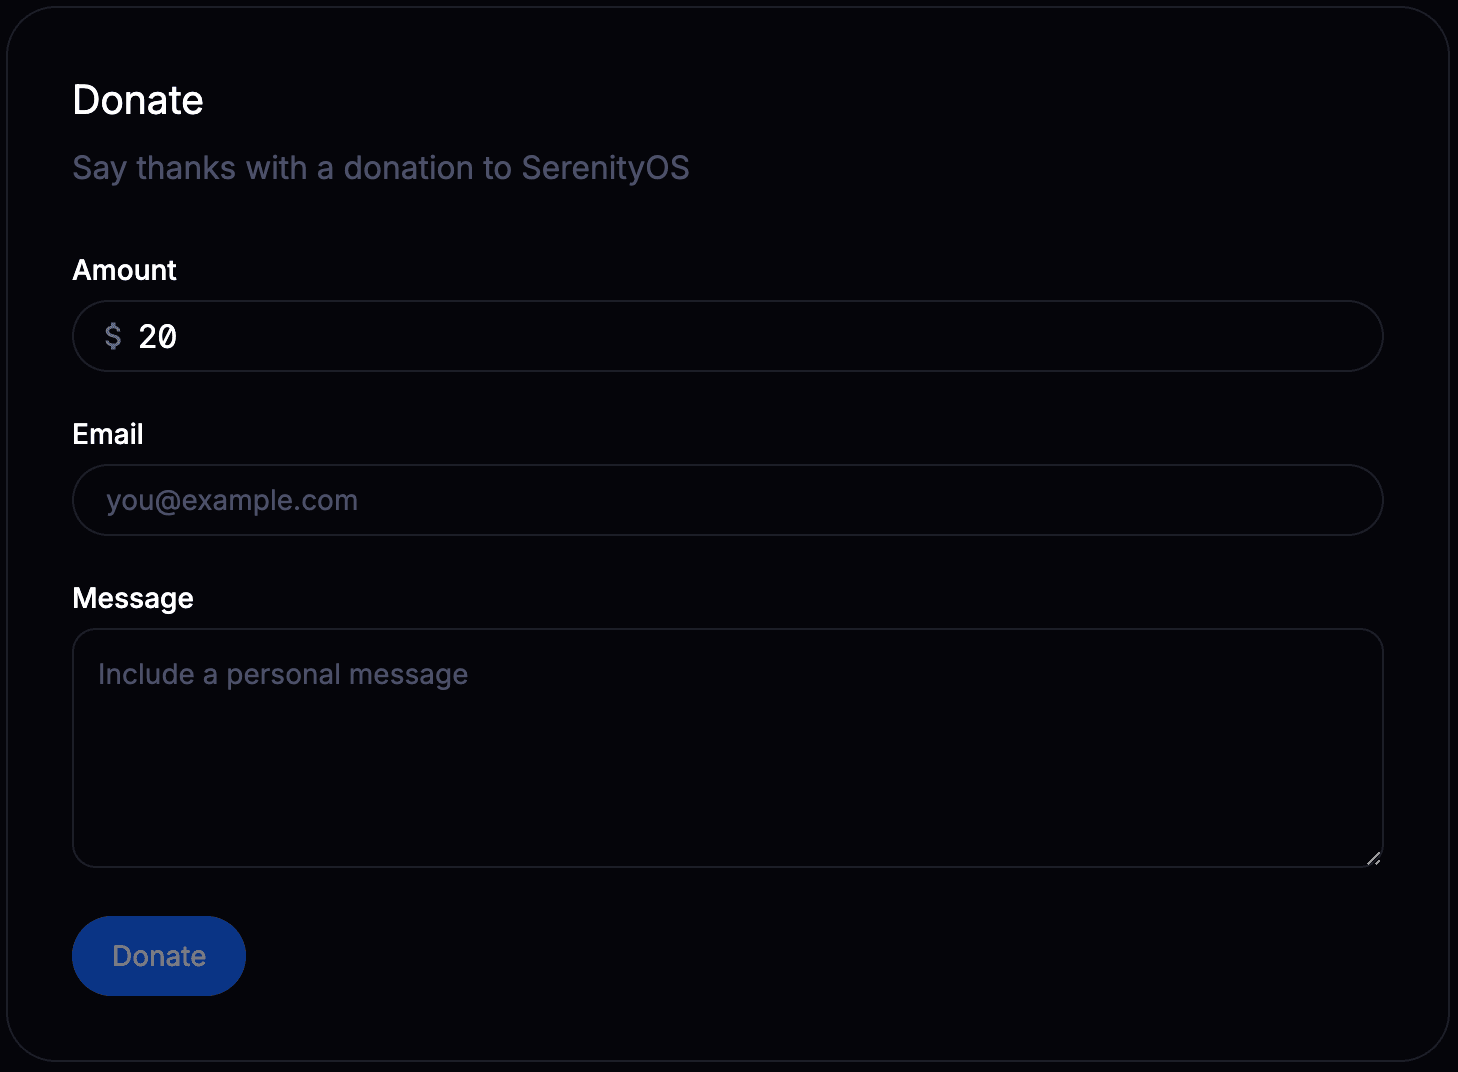 Donate
Say thanks with a donation to SerenityOS
Amount
$ 20
Email
you@example.com
Message
Include a personal message
Donate